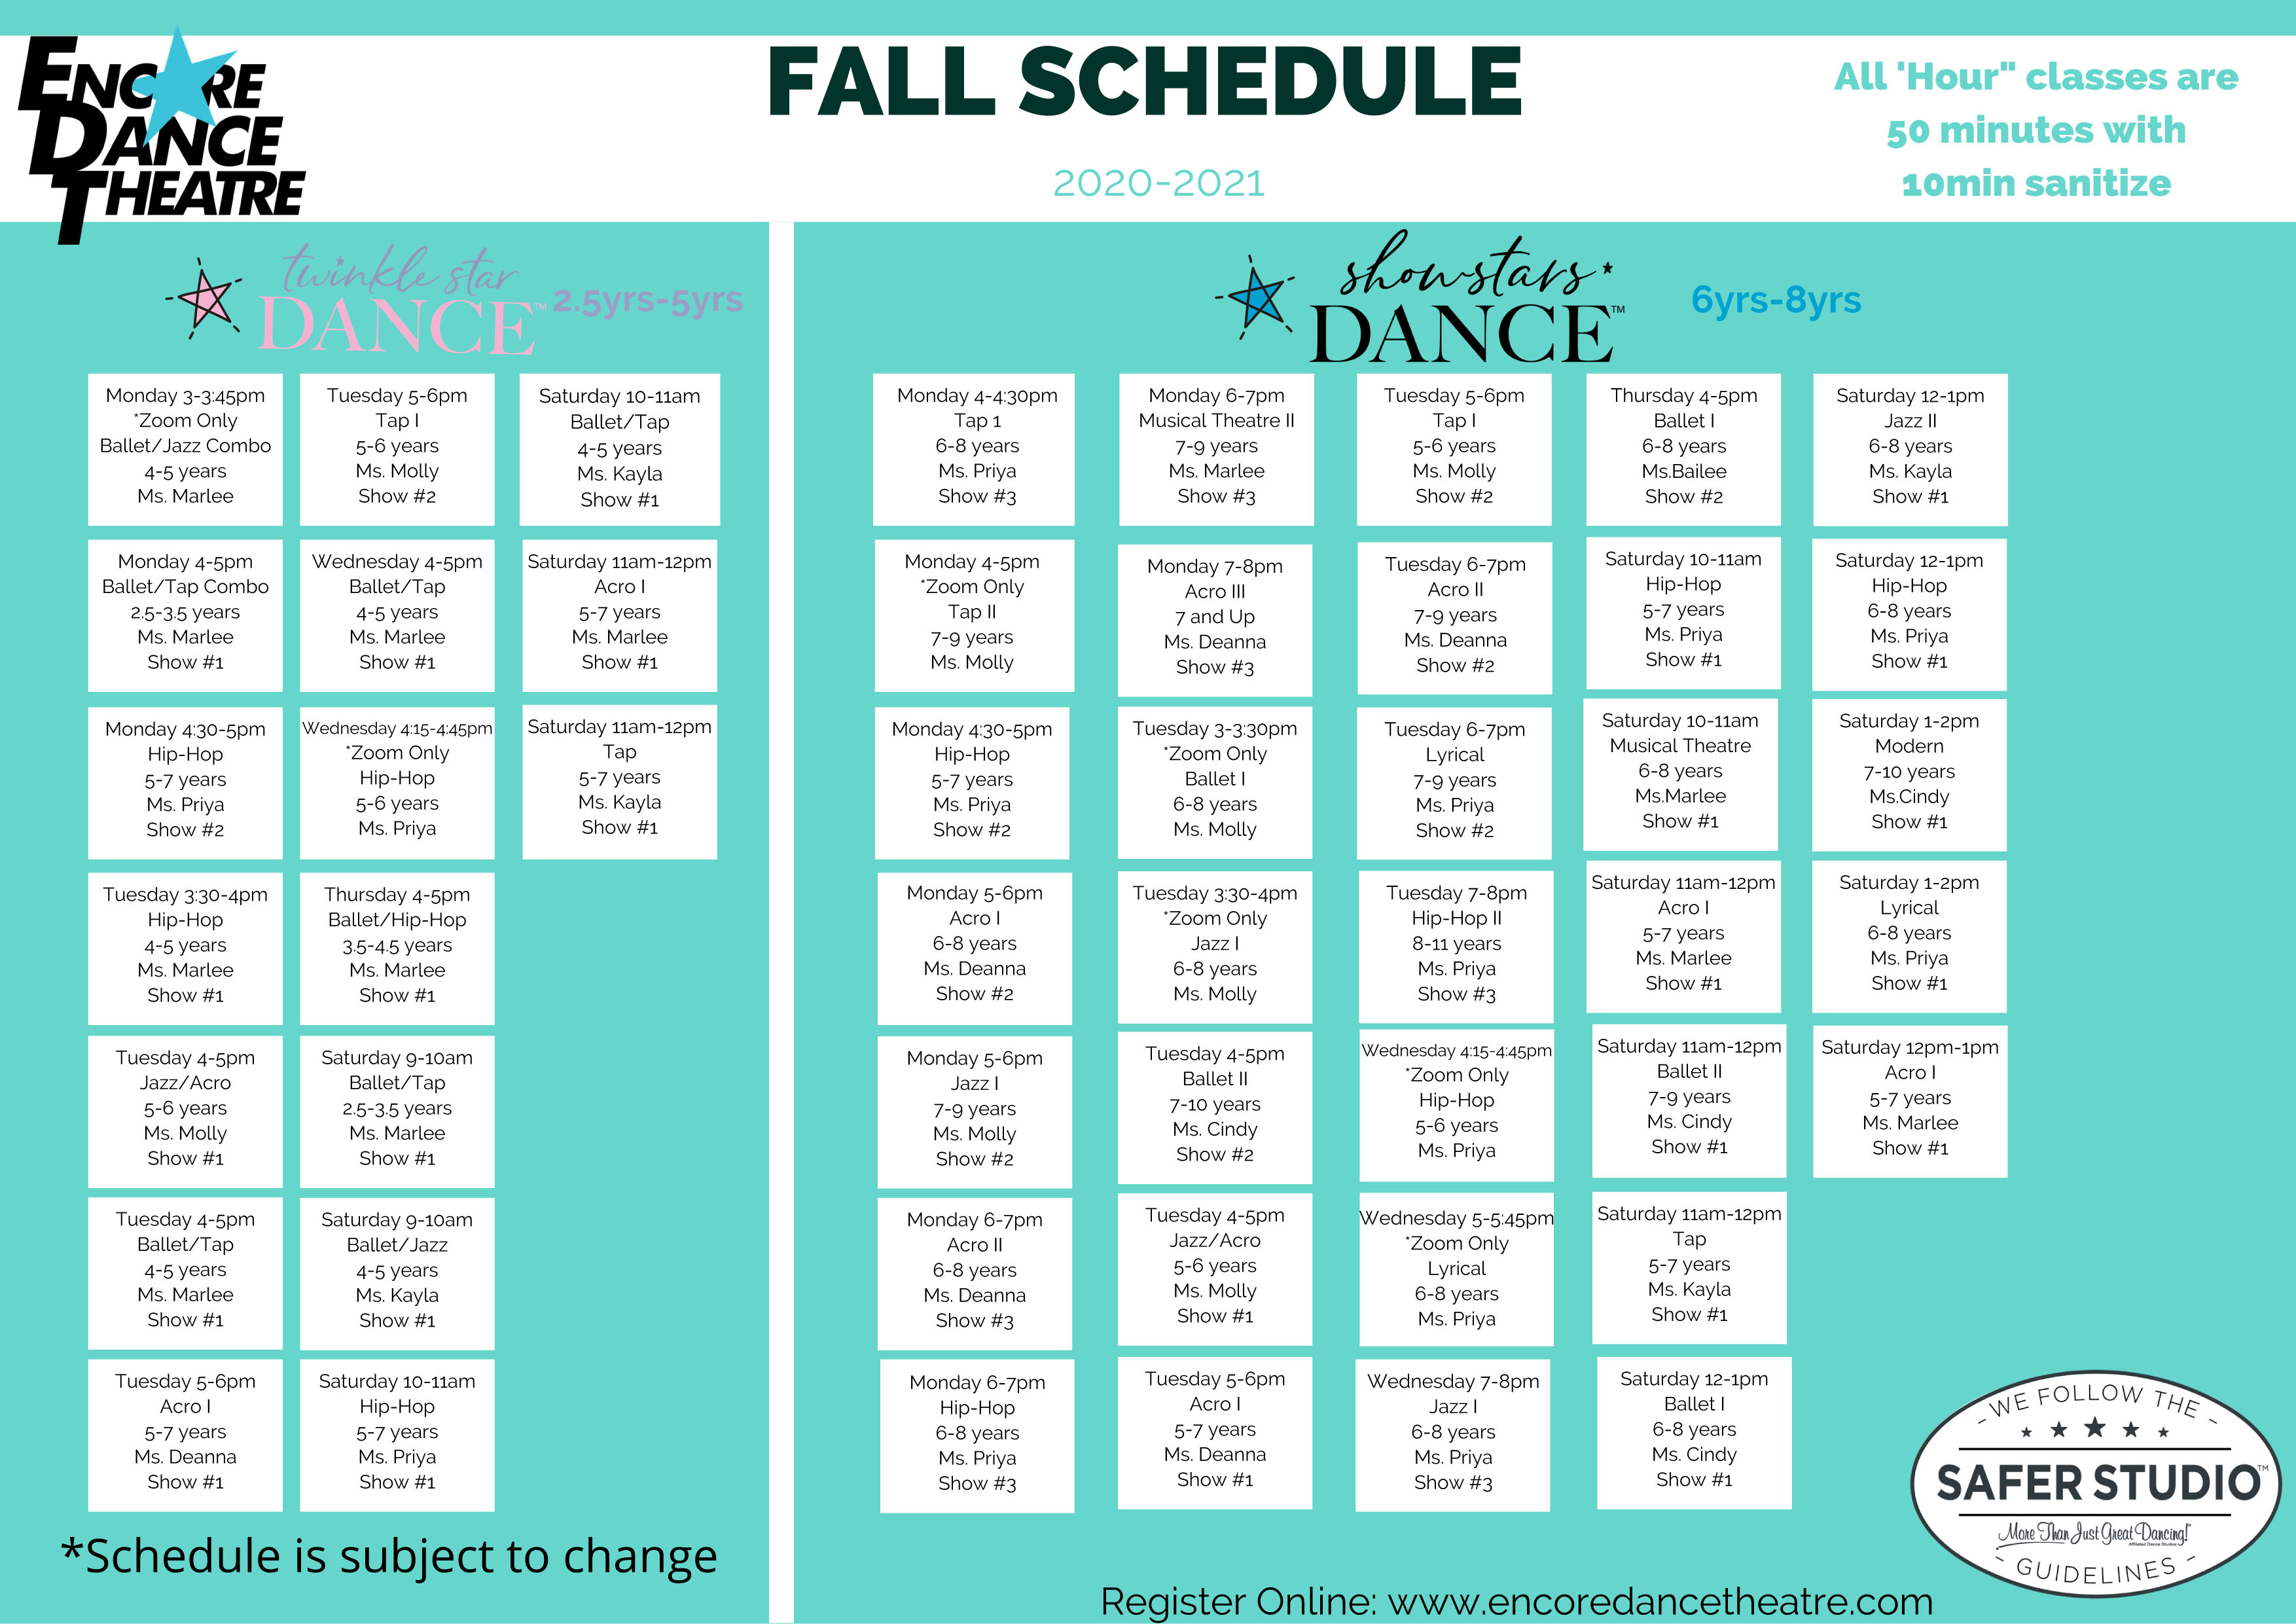 ENCORE
DANCE
THEATRE
FALL SCHEDULE
2020-2021
All 'Hour" classes are
50 minutes with
10min sanitize
twinkle star
DANCE™
2.5yrs-5yrs
Monday 3-3:45pm
*Zoom Only
Ballet/Jazz Combo
4-5 years
Ms. Marlee
Monday 4-5pm
Ballet/Tap Combo
2.5-3.5 years
Ms. Marlee
Show #1
Monday 4:30-5pm
Hip-Hop
5-7 years
Ms. Priya
Show #2
Tuesday 3:30-4pm
Hip-Hop
4-5 years
Ms. Marlee
Show #1
Tuesday 4-5pm
Jazz/Acro
5-6 years
Ms. Molly
Show #1
Tuesday 4-5pm
Ballet/Tap
4-5 years
Ms. Marlee
Show #1
Tuesday 5-6pm
Acro I
5-7 years
Ms. Deanna
Show #1
Tuesday 5-6pm
Tap I
5-6 years
Ms. Molly
Show #2
Wednesday 4-5pm
Ballet/Tap
4-5 years
Ms. Marlee
Show #1
Wednesday 4:15-4:45pm
*Zoom Only
Hip-Hop
5-6 years
Ms. Priya
Thursday 4-5pm
Ballet/Hip-Hop
3.5-4.5 years
Ms. Marlee
Show #1
Saturday 9-10am
Ballet/Tap
2.5-3.5 years
Ms. Marlee
Show #1
Saturday 9-10am
Ballet/Jazz
4-5 years
Ms. Kayla
Show #1
Saturday 10-11am
Hip-Hop
5-7 years
Ms. Priya
Show #1
Saturday 10-11am
Ballet/Tap
4-5 years
Ms. Kayla
Show #1
Saturday 11am-12pm
Acro I
5-7 years
Ms. Marlee
Show #1
Saturday 11am-12pm
Tap
5-7 years
Ms. Kayla
Show #1
*Schedule is subject to change
showstars
DANCE™
6yrs-8yrs
Monday 4-4:30pm
Tap 1
6-8 years
Ms. Priya
Show #3
Monday 4-5pm
*Zoom Only
Tap II
7-9 years
Ms. Molly
Monday 4:30-5pm
Hip-Hop
5-7 years
Ms. Priya
Show #2
Monday 5-6pm
Acro I
6-8 years
Ms. Deanna
Show #2
Monday 5-6pm
Jazz I
7-9 years
Ms. Molly
Show #2
Monday 6-7pm
Acro II
6-8 years
Ms. Deanna
Show #3
Monday 6-7pm
Hip-Hop
6-8 years
Ms. Priya
Show #3
Monday 6-7pm
Musical Theatre II
7-9 years
Ms. Marlee
Show #3
Monday 7-8pm
Acro III
7 and Up
Ms. Deanna
Show #3
Tuesday 3-3:30pm
*Zoom Only
Ballet I
6-8 years
Ms. Molly
Tuesday 3:30-4pm
*Zoom Only
Jazz I
6-8 years
Ms. Molly
Tuesday 4-5pm
Ballet II
7-10 years
Ms. Cindy
Show #2
Tuesday 4-5pm
Jazz/Acro
5-6 years
Ms. Molly
Show #1
Tuesday 5-6pm
Acro I
5-7 years
Ms. Deanna
Show #1
Tuesday 5-6pm
Tap I
5-6 years
Ms. Molly
Show #2
Tuesday 6-7pm
Acro II
7-9 years
Ms. Deanna
Show #2
Tuesday 6-7pm
Lyrical
7-9 years
Ms. Priya
Show #2
Tuesday 7-8pm
Hip-Hop II
8-11 years
Ms. Priya
Show #3
Wednesday 4:15-4:45pm
*Zoom Only
Hip-Hop
5-6 years
Ms. Priya
Wednesday 5-5:45pm
*Zoom Only
Lyrical
6-8 years
Ms. Priya
Wednesday 7-8pm
Jazz I
6-8 years
Ms. Priya
Show #3
Thursday 4-5pm
Ballet I
6-8 years
Ms.Bailee
Show #2
Saturday 10-11am
Hip-Hop
5-7 years
Ms. Priya
Show #1
Saturday 10-11am
Musical Theatre
6-8 years
Ms.Marlee
Show #1
Saturday 11am-12pm
Acro I
5-7 years
Ms. Marlee
Show #1
Saturday 11am-12pm
Ballet II
7-9 years
Ms. Cindy
Show #1
Saturday 11am-12pm
Tap
5-7 years
Ms. Kayla
Show #1
Saturday 12-1pm
Ballet I
6-8 years
Ms. Cindy
Show #1
Saturday 12-1pm
Jazz II
6-8 years
Ms. Kayla
Show #1
Saturday 12-1pm
Hip-Hop
6-8 years
Ms. Priya
Show #1
Saturday 1-2pm
Modern
7-10 years
Ms.Cindy
Show #1
Saturday 1-2pm
Lyrical
6-8 years
Ms. Priya
Show #1
Saturday 12pm-1pm
Acro I
5-7 years
Ms. Marlee
Show #1
- WE FOLLOW THE -
SAFER STUDIO™
More Than Just Great Dancing!
Affiliated Dance Studios
- GUIDELINES -
Register Online: www.encoredancetheatre.com